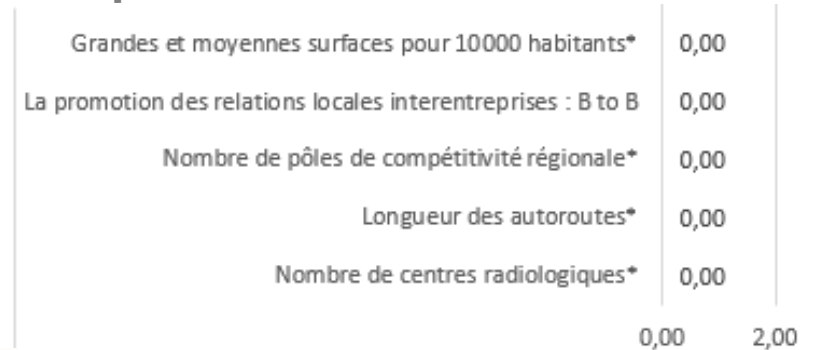 Grandes et moyennes surfaces pour 10000 habitants* 0,00
La promotion des relations locales interentreprises : B to B 0,00
Nombre de pôles de compétitivité régionale* 0,00
Longueur des autoroutes* 0,00
Nombre de centres radiologiques* 0,00
0,00 2,00